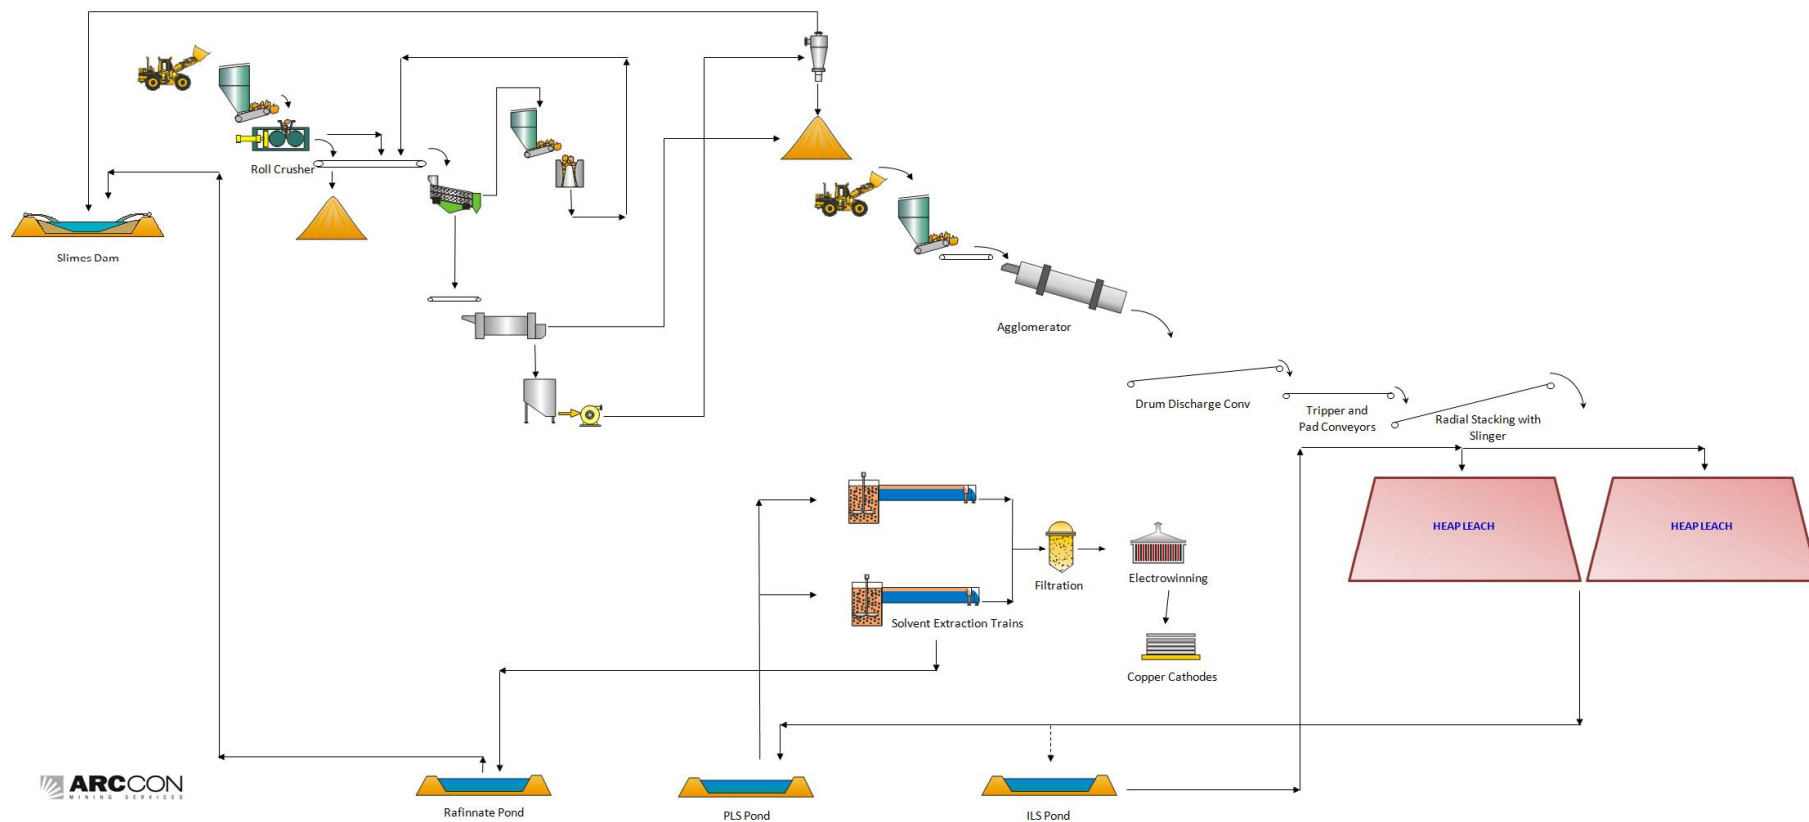 Roll Crusher
Slimes Dam
Agglomerator
Drum Discharge Conv
Tripper and
Pad Conveyors
Radial Stacking with
Slinger
HEAP LEACH
HEAP LEACH
Filtration
Electrowinning
Solvent Extraction Trains
Copper Cathodes
ARCCON
MINING SERVICES
Rafinnate Pond
PLS Pond
ILS Pond